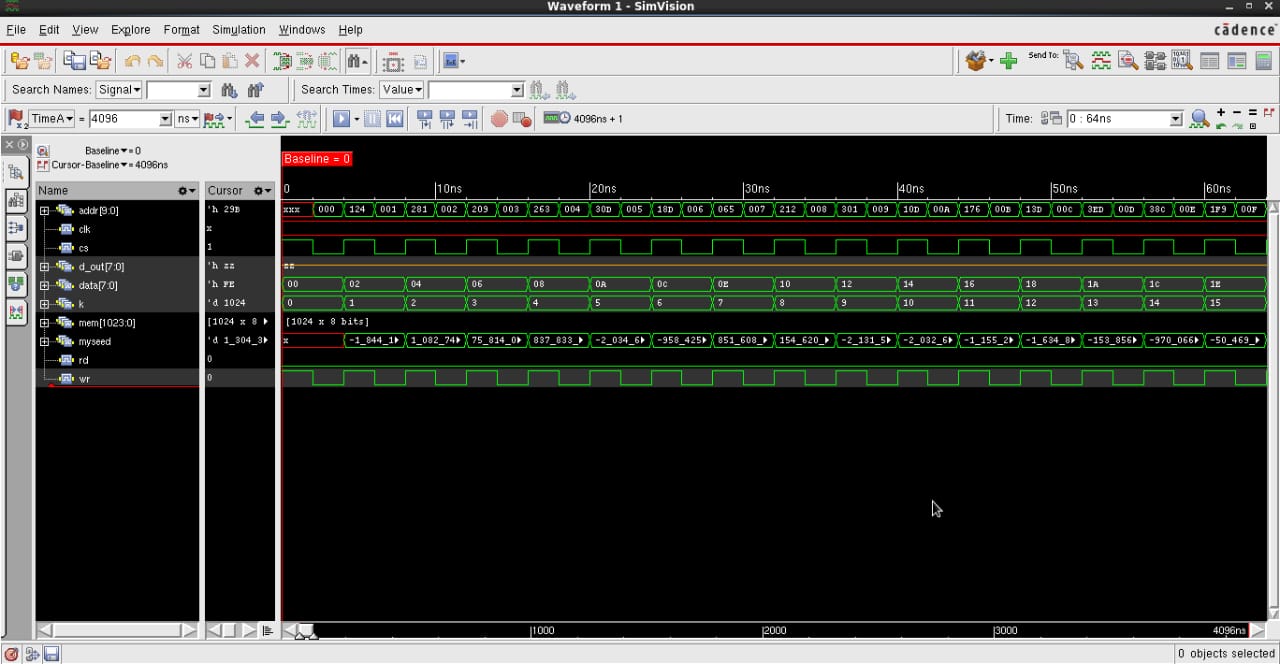 Waveform 1 - SimVision
File Edit View Explore Format Simulation Windows Help
cādence
Send To:
Search Names: Signal Search Times: Value
x2 TimeA = 4096 ns 4096ns + 1 Time: 0 : 64ns
Baseline = 0
Cursor-Baseline = 4096ns
Baseline = 0
Name Cursor 0 10ns 20ns 30ns 40ns 50ns 60ns
addr[9:0] 'h 29B xxx 000 124 001 281 002 209 003 263 004 30D 005 18D 006 065 007 212 008 301 009 10D 00A 176 00B 13D 00C 3ED 00D 38C 00E 1F9 00F
clk x
cs 1
d_out[7:0] 'h zz zz
data[7:0] 'h FE 00 02 04 06 08 0A 0C 0E 10 12 14 16 18 1A 1C 1E
k 'd 1024 0 1 2 3 4 5 6 7 8 9 10 11 12 13 14 15
mem[1023:0] [1024 x 8 [1024 x 8 bits]
myseed 'd 1_304_3 x -1_844_1 1_082_74 75_814_0 837_833_ -2_034_6 -958_425 851_608_ 154_620_ -2_131_5 -2_032_6 -1_155_2 -1_634_8 -153_856 -970_066 -50_469_
rd 0
wr 0
1000 2000 3000 4096ns
0 objects selected